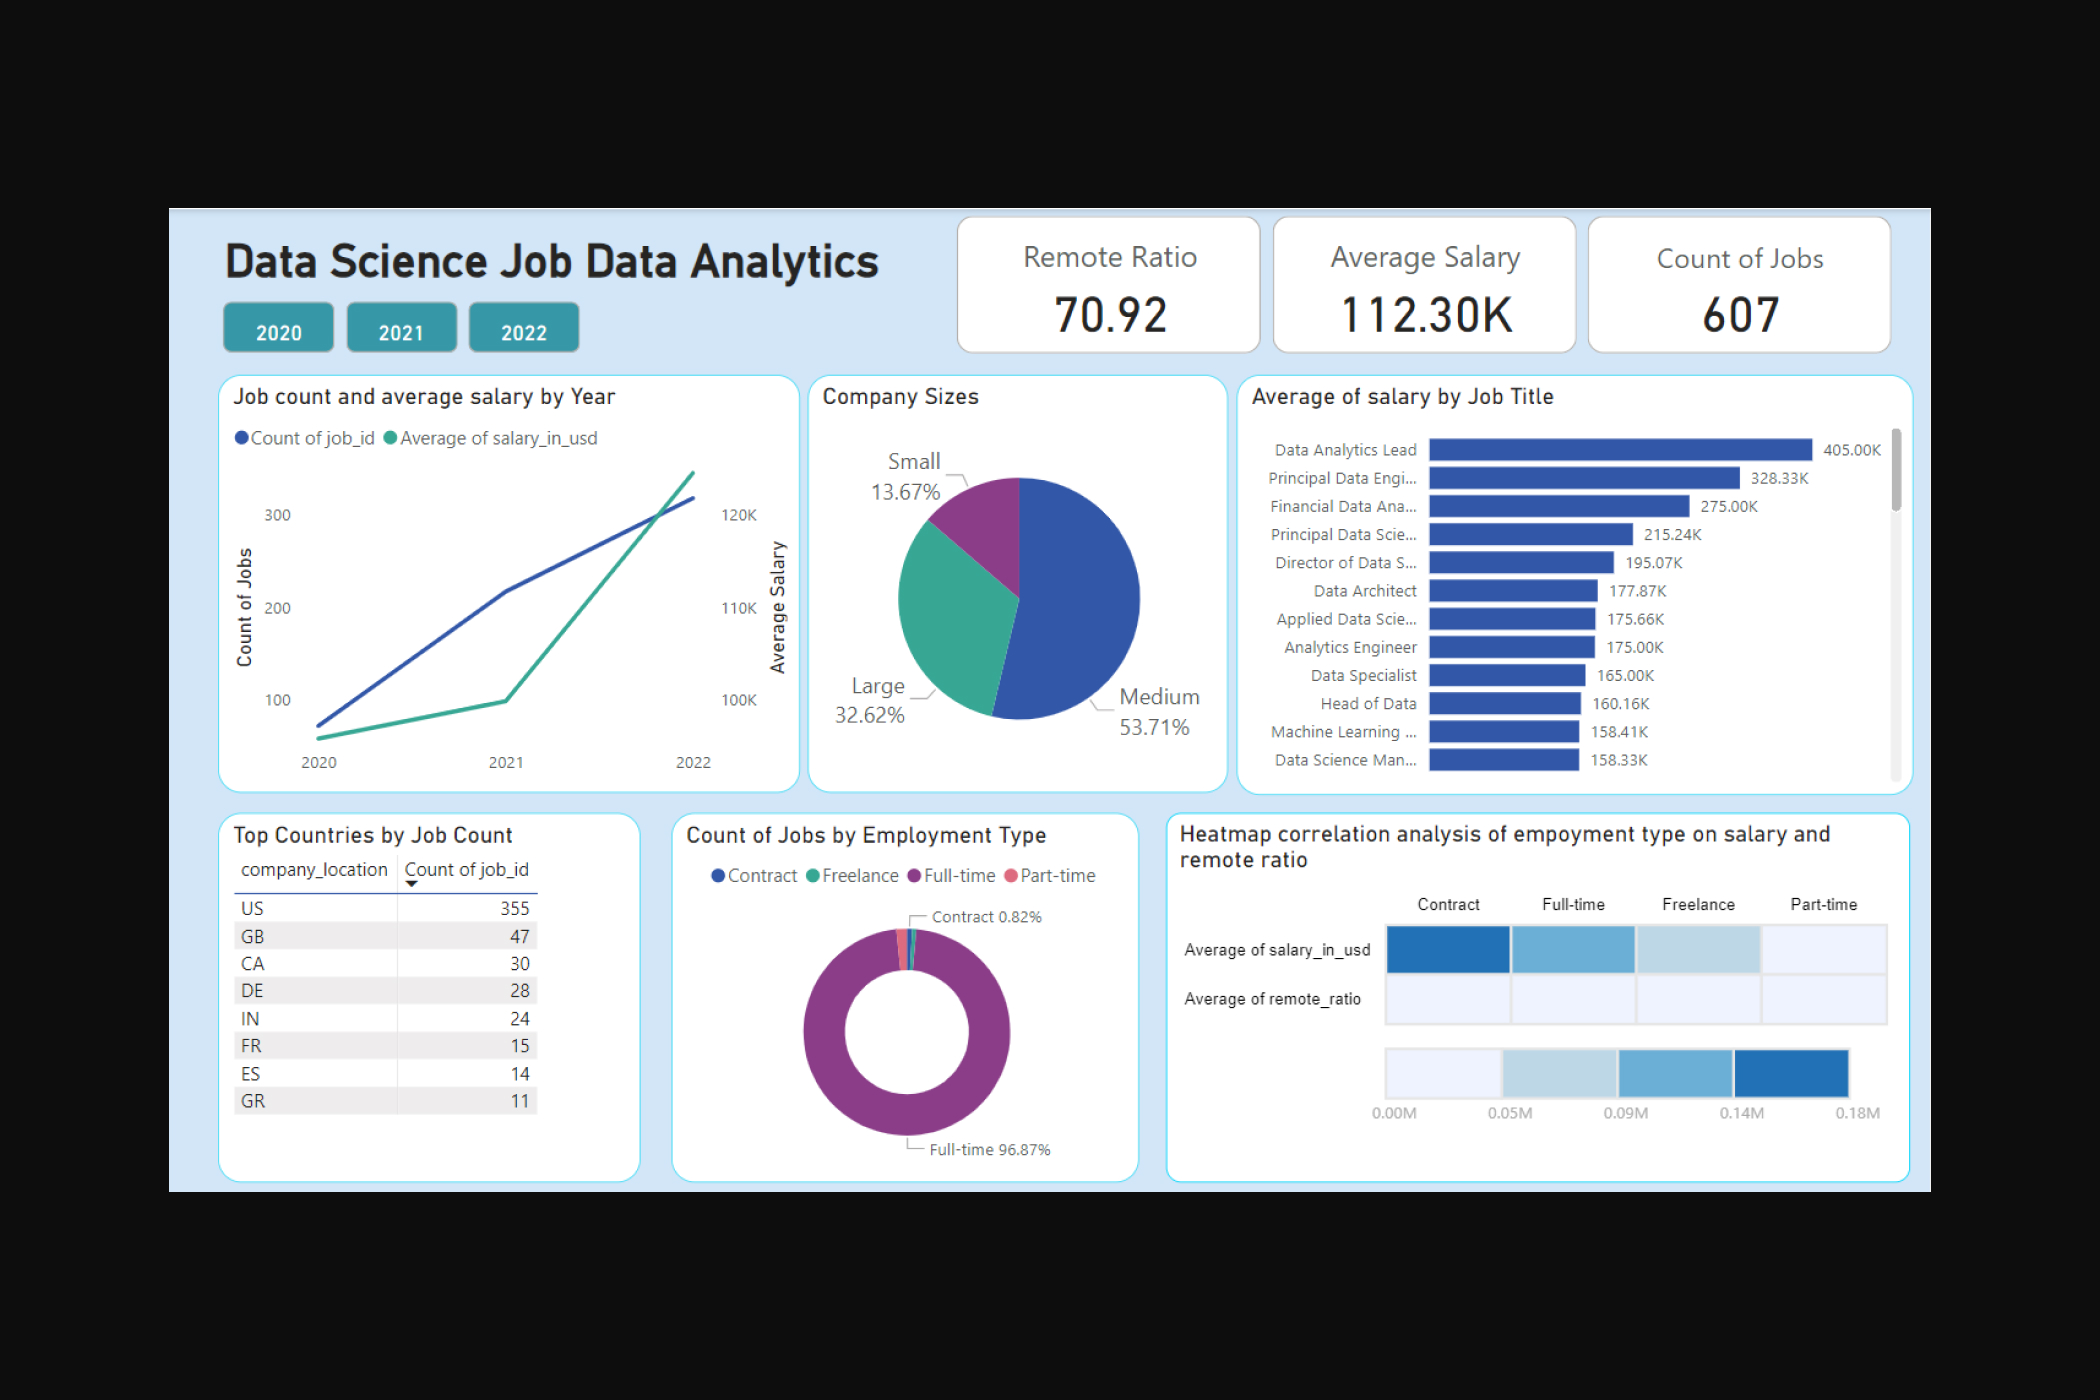 Data Science Job Data Analytics
2020 2021 2022
Remote Ratio
70.92
Average Salary
112.30K
Count of Jobs
607
Job count and average salary by Year
Count of job_id Average of salary_in_usd
Count of Jobs
300
200
100
120K
110K
100K
Average Salary
2020 2021 2022
Company Sizes
Small
13.67%
Large
32.62%
Medium
53.71%
Average of salary by Job Title
Data Analytics Lead 405.00K
Principal Data Engi... 328.33K
Financial Data Ana... 275.00K
Principal Data Scie... 215.24K
Director of Data S... 195.07K
Data Architect 177.87K
Applied Data Scie... 175.66K
Analytics Engineer 175.00K
Data Specialist 165.00K
Head of Data 160.16K
Machine Learning ... 158.41K
Data Science Man... 158.33K
Top Countries by Job Count
company_location Count of job_id
US 355
GB 47
CA 30
DE 28
IN 24
FR 15
ES 14
GR 11
Count of Jobs by Employment Type
Contract Freelance Full-time Part-time
Contract 0.82%
Full-time 96.87%
Heatmap correlation analysis of empoyment type on salary and
remote ratio
Contract Full-time Freelance Part-time
Average of salary_in_usd
Average of remote_ratio
0.00M 0.05M 0.09M 0.14M 0.18M